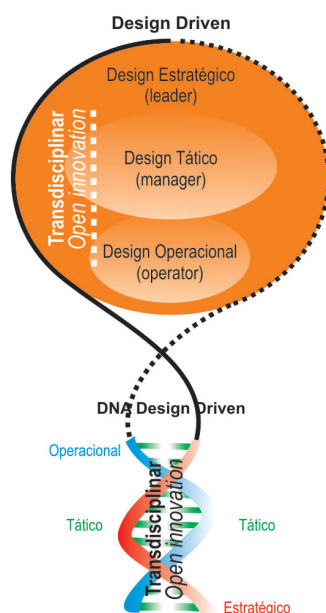 Design Driven
Design Estratégico
(leader)
Transdisciplinar
Open Innovation
Design Tático
(manager)
Design Operacional
(operator)
DNA Design Driven
Operacional
Transdisciplinar
Open Innovation
Tático
Tático
Estratégico